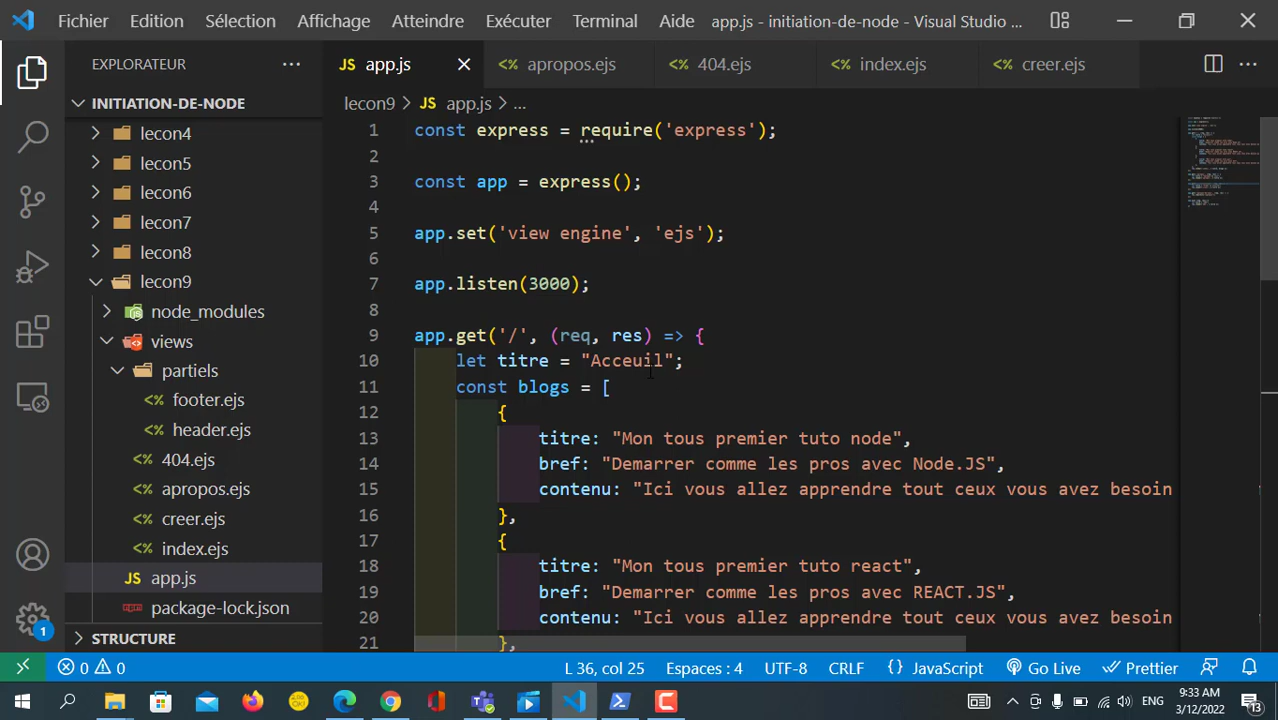 Fichier Edition Sélection Affichage Atteindre Exécuter Terminal Aide app.js - initiation-de-node - Visual Studio ...
EXPLORATEUR ...
JS app.js apropos.ejs 404.ejs index.ejs creer.ejs
INITIATION-DE-NODE
lecon9 > JS app.js > ...
lecon4
lecon5
lecon6
lecon7
lecon8
lecon9
node_modules
views
partiels
footer.ejs
header.ejs
404.ejs
apropos.ejs
creer.ejs
index.ejs
JS app.js
package-lock.json
STRUCTURE
1 const express = require('express');
2
3 const app = express();
4
5 app.set('view engine', 'ejs');
6
7 app.listen(3000);
8
9 app.get('/', (req, res) => {
10 let titre = "Acceuil";
11 const blogs = [
12 {
13 titre: "Mon tous premier tuto node",
14 bref: "Demarrer comme les pros avec Node.JS",
15 contenu: "Ici vous allez apprendre tout ceux vous avez besoin
16 },
17 {
18 titre: "Mon tous premier tuto react",
19 bref: "Demarrer comme les pros avec REACT.JS",
20 contenu: "Ici vous allez apprendre tout ceux vous avez besoin
21 },
1
0 0 L 36, col 25 Espaces : 4 UTF-8 CRLF {} JavaScript Go Live Prettier
ENG
9:33 AM
3/12/2022
13